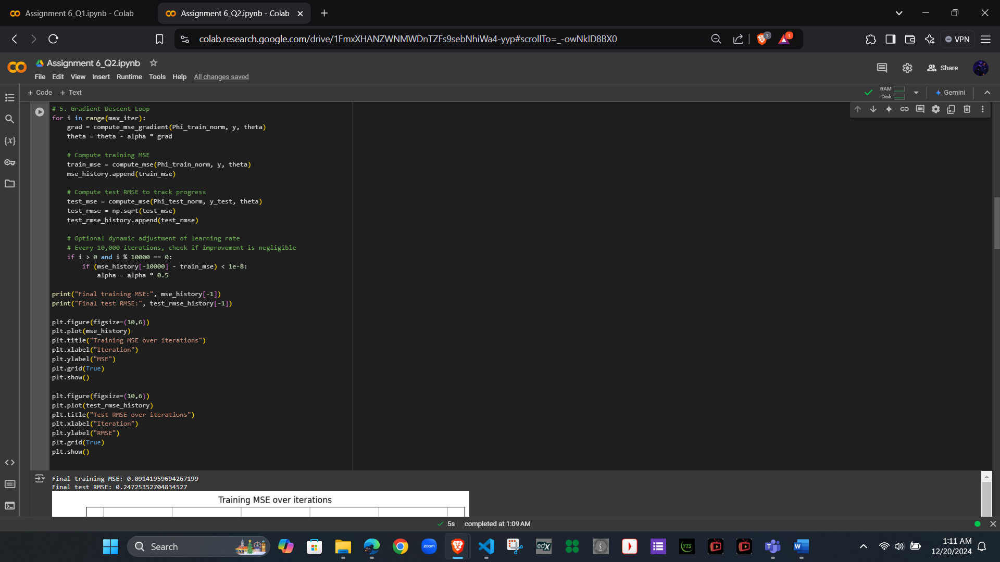 Assignment 6_Q1.ipynb - Colab
Assignment 6_Q2.ipynb - Colab
colab.research.google.com/drive/1FmxXHANZWNMWDnTZFs9sebNhiWa4-yyp#scrollTo=_-owNkID8BX0
3
1
VPN
Assignment 6_Q2.ipynb
File Edit View Insert Runtime Tools Help All changes saved
Share
+ Code + Text
RAM
Disk
Gemini
# 5. Gradient Descent Loop
for i in range(max_iter):
    grad = compute_mse_gradient(Phi_train_norm, y, theta)
    theta = theta - alpha * grad
    # Compute training MSE
    train_mse = compute_mse(Phi_train_norm, y, theta)
    mse_history.append(train_mse)
    # Compute test RMSE to track progress
    test_mse = compute_mse(Phi_test_norm, y_test, theta)
    test_rmse = np.sqrt(test_mse)
    test_rmse_history.append(test_rmse)
    # Optional dynamic adjustment of learning rate
    # Every 10,000 iterations, check if improvement is negligible
    if i > 0 and i % 10000 == 0:
        if (mse_history[-10000] - train_mse) < 1e-8:
            alpha = alpha * 0.5
print("Final training MSE:", mse_history[-1])
print("Final test RMSE:", test_rmse_history[-1])
plt.figure(figsize=(10,6))
plt.plot(mse_history)
plt.title("Training MSE over iterations")
plt.xlabel("Iteration")
plt.ylabel("MSE")
plt.grid(True)
plt.show()
plt.figure(figsize=(10,6))
plt.plot(test_rmse_history)
plt.title("Test RMSE over iterations")
plt.xlabel("Iteration")
plt.ylabel("RMSE")
plt.grid(True)
plt.show()
Final training MSE: 0.09141959694267199
Final test RMSE: 0.24725352704834527
Training MSE over iterations
5s completed at 1:09 AM
Search
zoom
edX
YTS
1:11 AM
12/20/2024